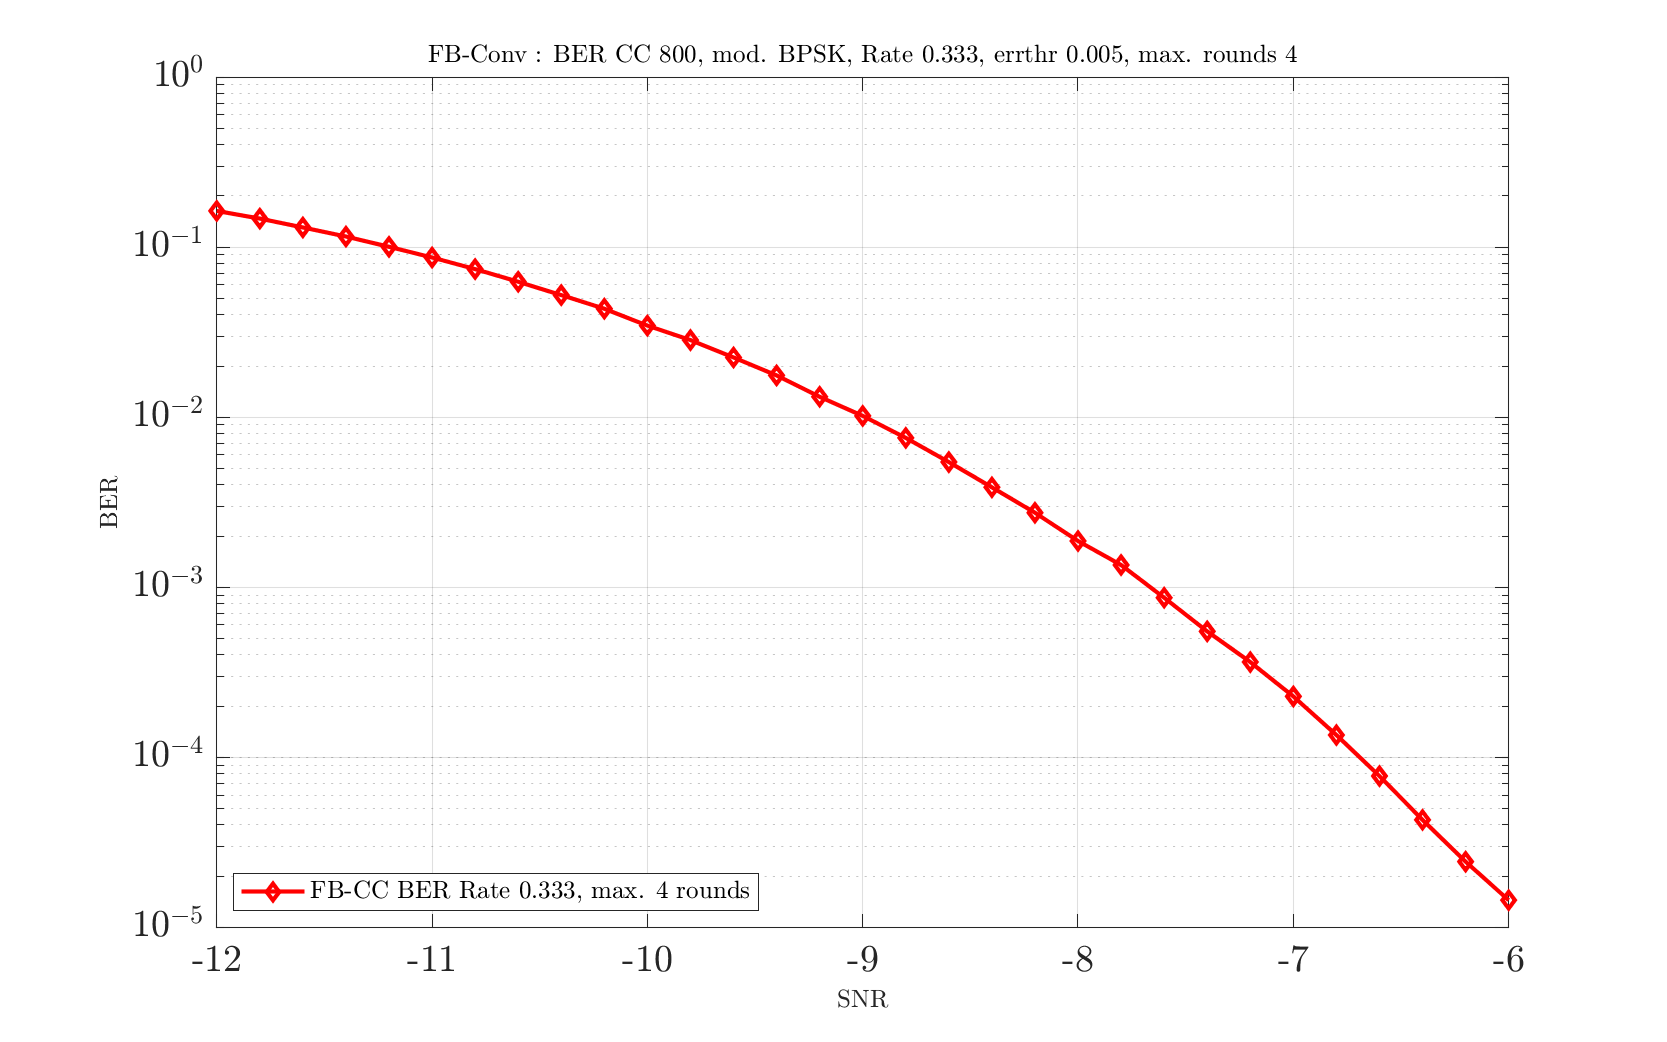 FB-Conv : BER CC 800, mod. BPSK, Rate 0.333, errthr 0.005, max. rounds 4
10^0
10^{-1}
10^{-2}
10^{-3}
10^{-4}
10^{-5}
BER
FB-CC BER Rate 0.333, max. 4 rounds
-12 -11 -10 -9 -8 -7 -6
SNR